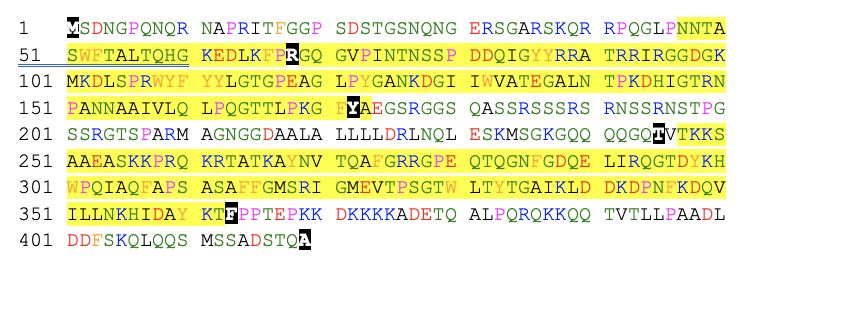 1 MSDNGPQNQR NAPRITFGGP SDSTGSNQNG ERSGARSKQR RPQGLPNNTA
51 SWFTALTQHG KEDLKFPRGQ GVPINTNSSP DDQIGYYRRA TRRIRGGDGK
101 MKDLSPRWYF YYLGTGPEAG LPYGANKDGI IWVATEGALN TPKDHIGTRN
151 PANNAAIVLQ LPQGTTLPKG FYAEGSRGGS QASSRSSSRS RNSSRNSTPG
201 SSRGTSPARM AGNGGDAALA LLLLDRLNQL ESKMSGKGQQ QQGQTVTKKS
251 AAEASKKPRQ KRTATKAYNV TQAFGRRGPE QTQGNFGDQE LIRQGTDYKH
301 WPQIAQFAPS ASAFFGMSRI GMEVTPSGTW LTYTGAIKLD DKDPNFKDQV
351 ILLNKHIDAY KTFPPTEPKK DKKKKADETQ ALPQRQKKQQ TVTLLPAADL
401 DDFSKQLQQS MSSADSTQA